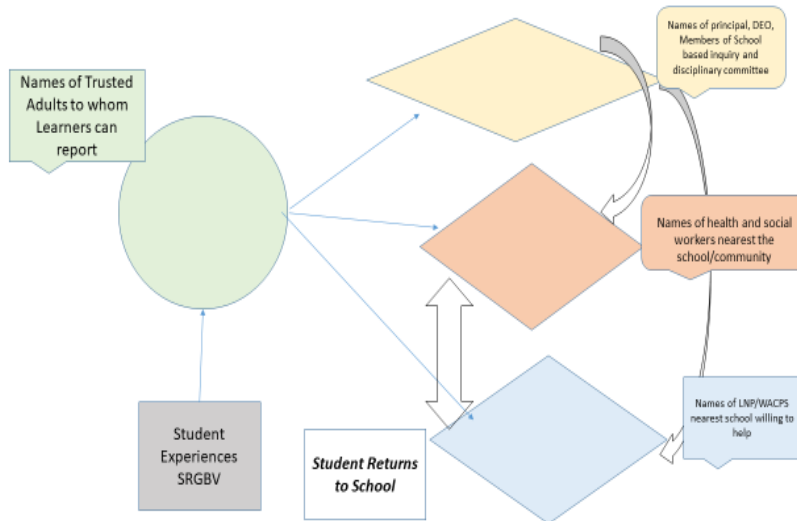 Names of Trusted
Adults to whom
Learners can
report
Names of principal, DEO,
Members of School
based inquiry and
disciplinary committee
Names of health and social
workers nearest the
school/community
Names of LNP/WACPS
nearest school willing to
help
Student
Experiences
SRGBV
Student Returns
to School